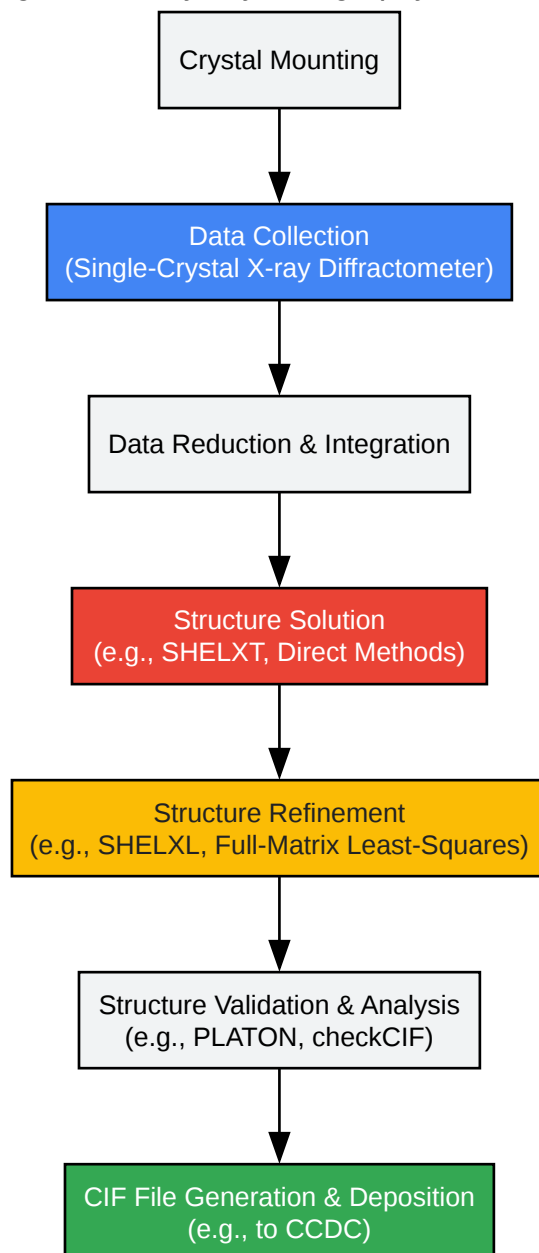 Crystal Mounting
Data Collection
(Single-Crystal X-ray Diffractometer)
Data Reduction & Integration
Structure Solution
(e.g., SHELXT, Direct Methods)
Structure Refinement
(e.g., SHELXL, Full-Matrix Least-Squares)
Structure Validation & Analysis
(e.g., PLATON, checkCIF)
CIF File Generation & Deposition
(e.g., to CCDC)